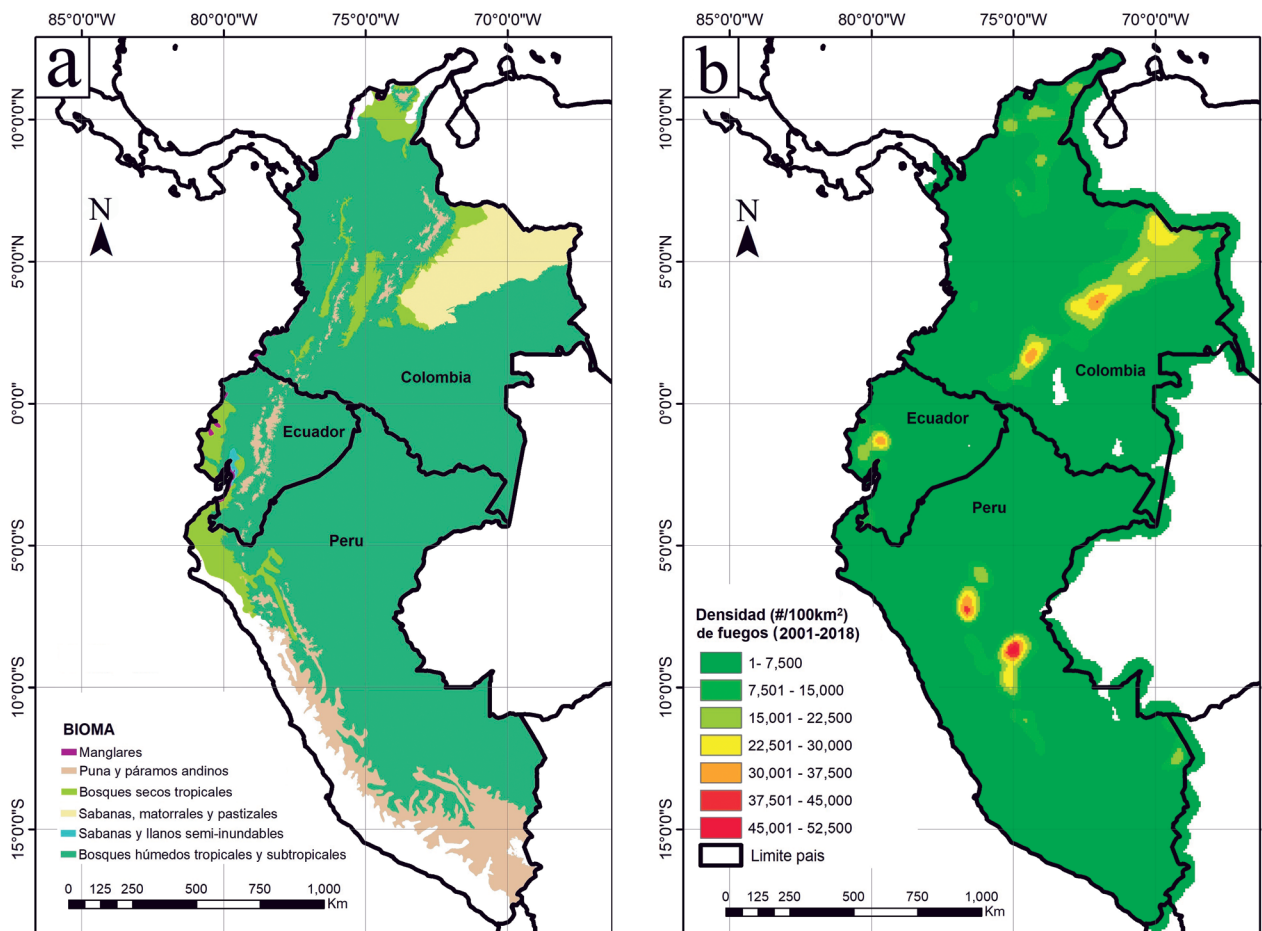 85°0'0"W 80°0'0"W 75°0'0"W 70°0'0"W
a
10°0'0"N
5°0'0"N
0°0'0"
5°0'0"S
10°0'0"S
15°0'0"S
N
Colombia
Ecuador
Peru
BIOMA
Manglares
Puna y páramos andinos
Bosques secos tropicales
Sabanas, matorrales y pastizales
Sabanas y llanos semi-inundables
Bosques húmedos tropicales y subtropicales
0 125 250 500 750 1,000
Km
85°0'0"W 80°0'0"W 75°0'0"W 70°0'0"W
b
10°0'0"N
5°0'0"N
0°0'0"
5°0'0"S
10°0'0"S
15°0'0"S
N
Colombia
Ecuador
Peru
Densidad (#/100km²)
de fuegos (2001-2018)
1- 7,500
7,501 - 15,000
15,001 - 22,500
22,501 - 30,000
30,001 - 37,500
37,501 - 45,000
45,001 - 52,500
Limite pais
0 125 250 500 750 1,000
Km